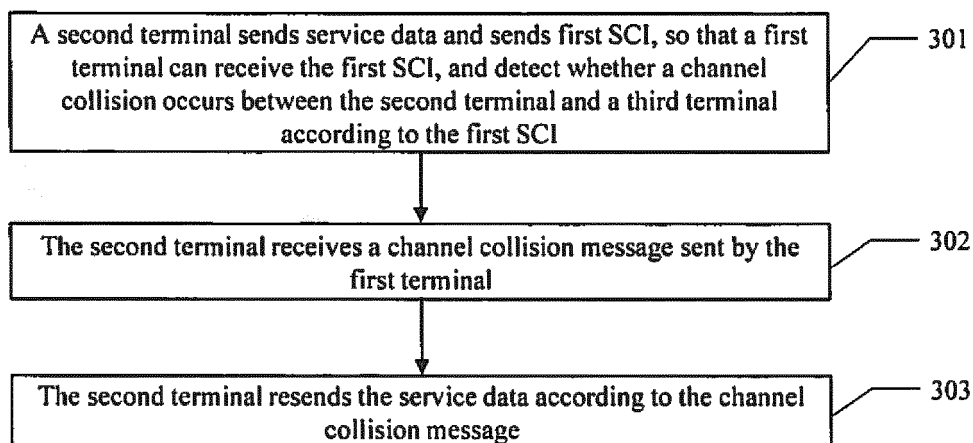 A second terminal sends service data and sends first SCI, so that a first
terminal can receive the first SCI, and detect whether a channel
collision occurs between the second terminal and a third terminal
according to the first SCI
301
The second terminal receives a channel collision message sent by the
first terminal
302
The second terminal resends the service data according to the channel
collision message
303